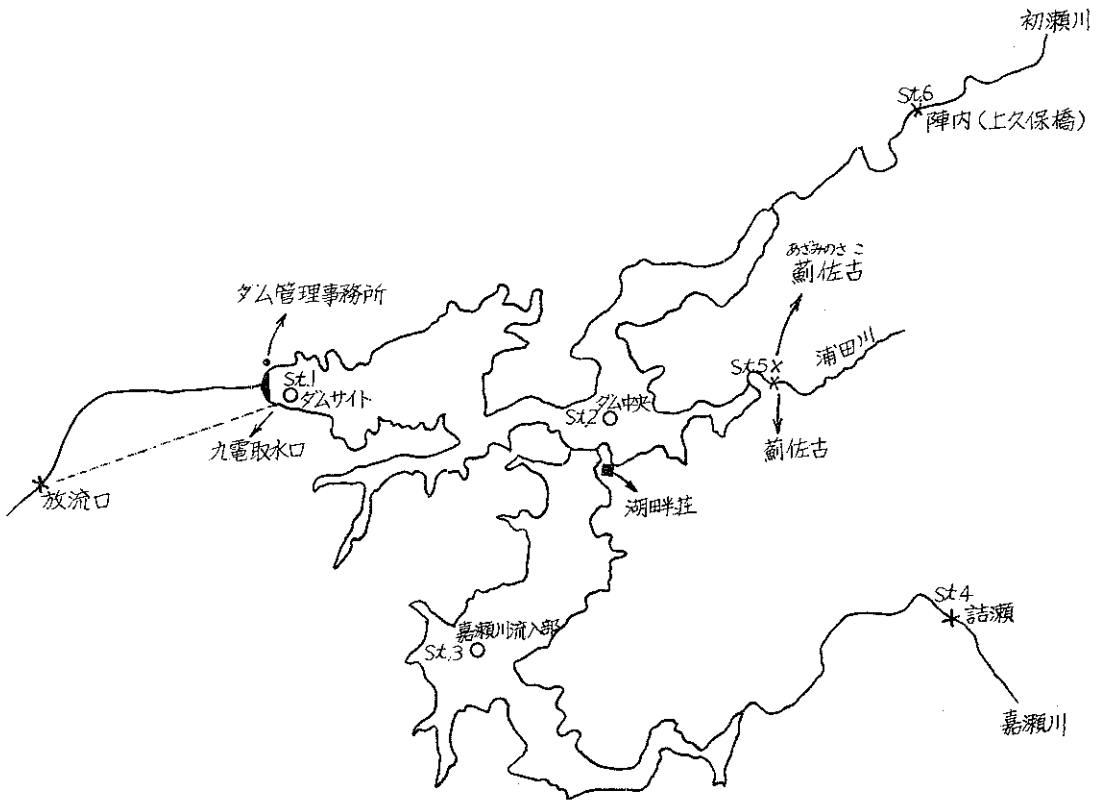 初瀬川
St.6
陣内(上久保橋)
あざみのさこ
薊佐古
ダム管理事務所
浦田川
St.5
St.1
ダムサイト
ダム中央
St.2
九電取水口
薊佐古
放流口
湖畔荘
St4
詰瀬
嘉瀬川流入部
St.3
嘉瀬川